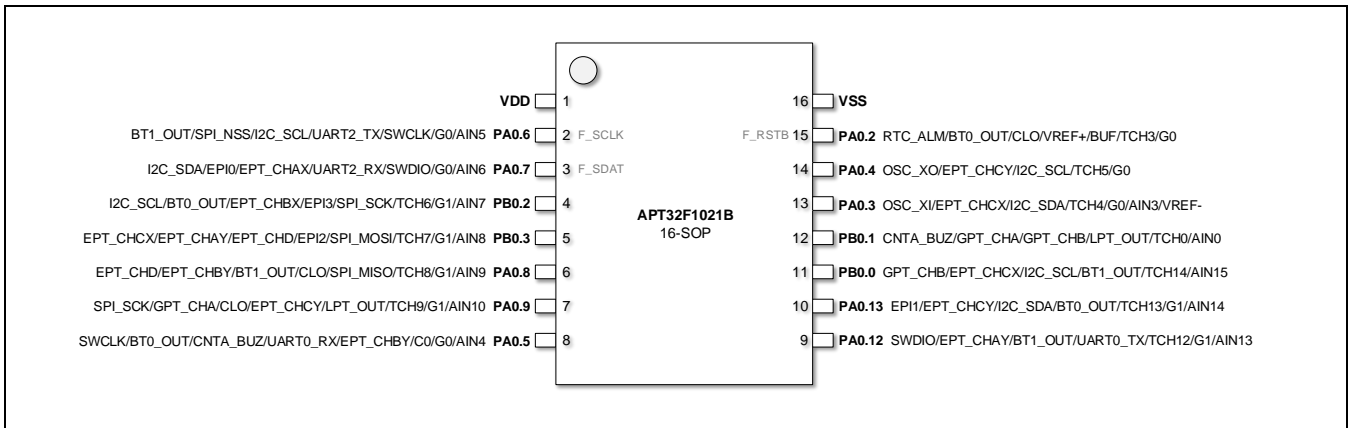 VDD 1 16 VSS
BT1_OUT/SPI_NSS/I2C_SCL/UART2_TX/SWCLK/G0/AIN5 PA0.6 2 F_SCLK F_RSTB 15 PA0.2 RTC_ALM/BT0_OUT/CLO/VREF+/BUF/TCH3/G0
I2C_SDA/EPI0/EPT_CHAX/UART2_RX/SWDIO/G0/AIN6 PA0.7 3 F_SDAT 14 PA0.4 OSC_XO/EPT_CHCY/I2C_SCL/TCH5/G0
I2C_SCL/BT0_OUT/EPT_CHBX/EPI3/SPI_SCK/TCH6/G1/AIN7 PB0.2 4 13 PA0.3 OSC_XI/EPT_CHCX/I2C_SDA/TCH4/G0/AIN3/VREF-
APT32F1021B
16-SOP
EPT_CHCX/EPT_CHAY/EPT_CHD/EPI2/SPI_MOSI/TCH7/G1/AIN8 PB0.3 5 12 PB0.1 CNTA_BUZ/GPT_CHA/GPT_CHB/LPT_OUT/TCH0/AIN0
EPT_CHD/EPT_CHBY/BT1_OUT/CLO/SPI_MISO/TCH8/G1/AIN9 PA0.8 6 11 PB0.0 GPT_CHB/EPT_CHCX/I2C_SCL/BT1_OUT/TCH14/AIN15
SPI_SCK/GPT_CHA/CLO/EPT_CHCY/LPT_OUT/TCH9/G1/AIN10 PA0.9 7 10 PA0.13 EPI1/EPT_CHCY/I2C_SDA/BT0_OUT/TCH13/G1/AIN14
SWCLK/BT0_OUT/CNTA_BUZ/UART0_RX/EPT_CHBY/C0/G0/AIN4 PA0.5 8 9 PA0.12 SWDIO/EPT_CHAY/BT1_OUT/UART0_TX/TCH12/G1/AIN13